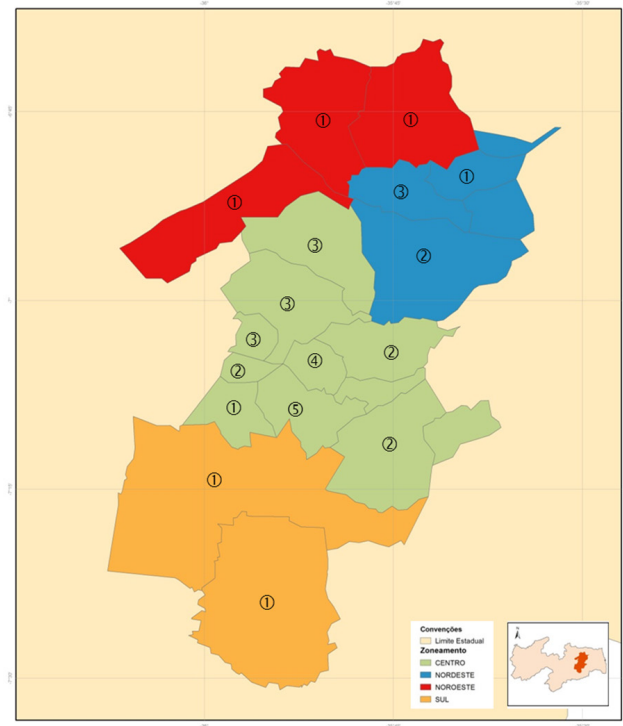 ①
①
①
③
①
③
②
③
③
②
④
②
①
⑤
②
①
①
Convenções
Limite Estadual
Zoneamento
CENTRO
NORDESTE
NOROESTE
SUL
N